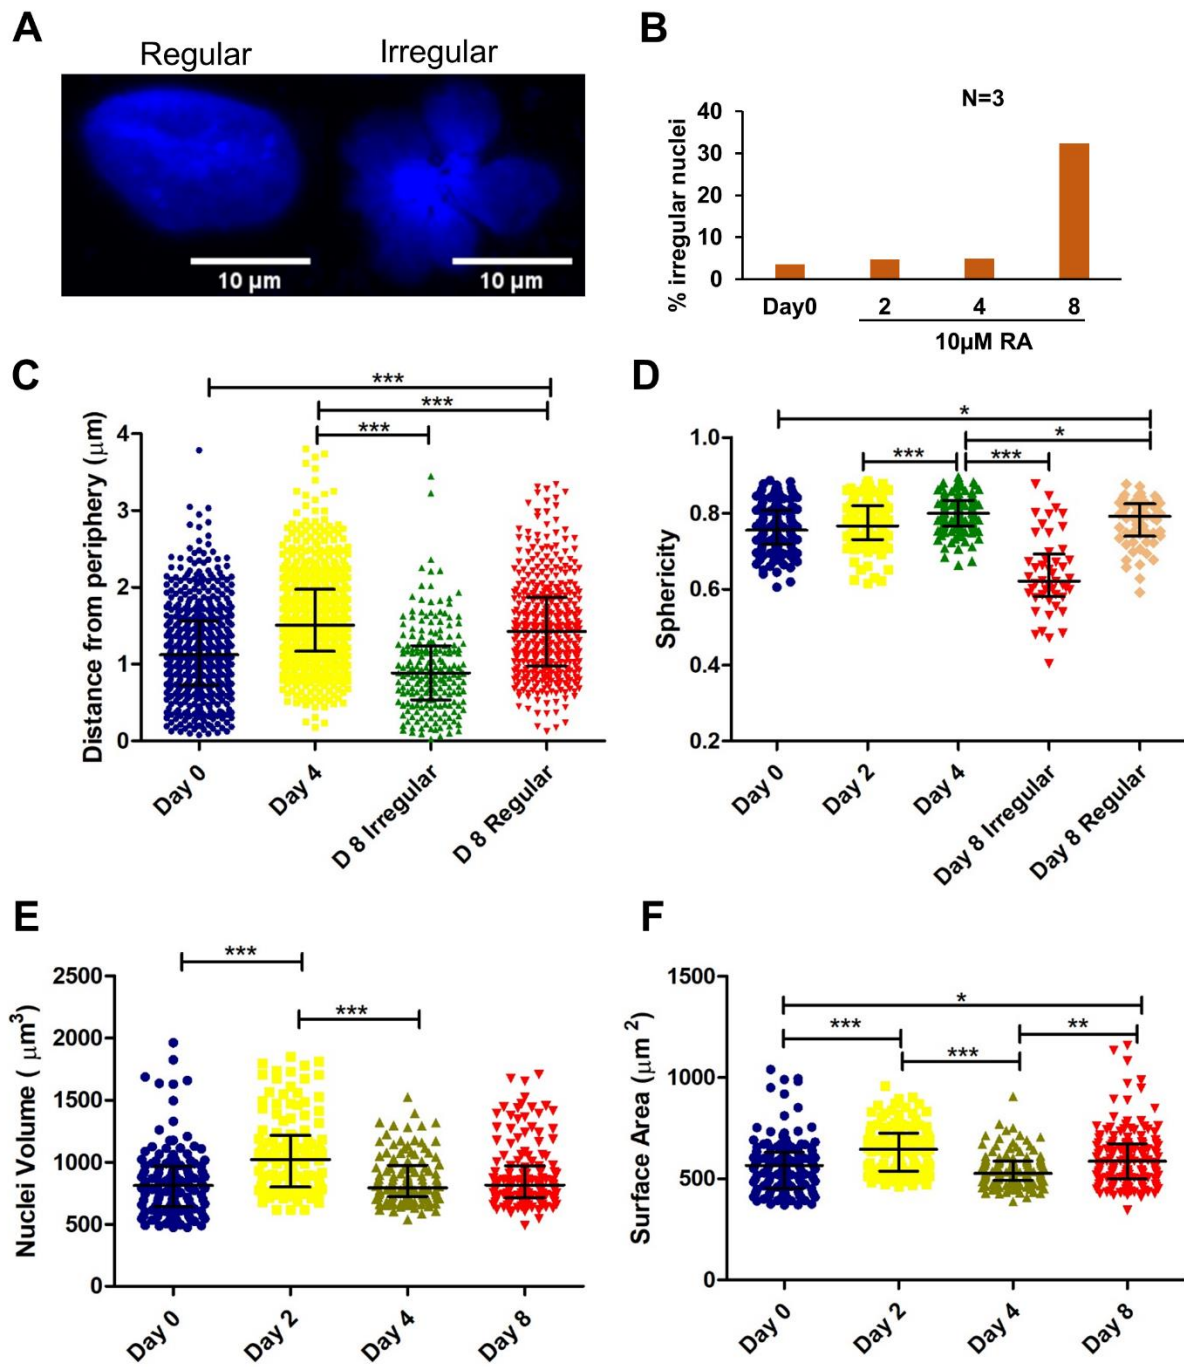 A
Regular Irregular
10 μm 10 μm
B
N=3
% irregular nuclei
40
30
20
10
0
Day0 2 4 8
10μM RA
C
Distance from periphery (μm)
***
***
***
4
3
2
1
0
Day 0 Day 4 D 8 Irregular D 8 Regular
D
Sphericity
*
*
*** ***
1.0
0.8
0.6
0.4
0.2
Day 0 Day 2 Day 4 Day 8 Irregular Day 8 Regular
E
Nuclei Volume ( μm³)
***
***
2500
2000
1500
1000
500
0
Day 0 Day 2 Day 4 Day 8
F
Surface Area (μm ²)
*
*** **
***
1500
1000
500
0
Day 0 Day 2 Day 4 Day 8